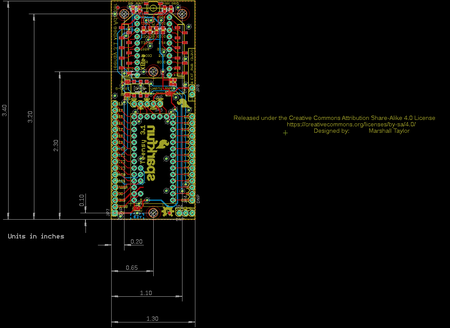 3.40
3.20
2.30
0.10
Units in inches
0.20
0.65
1.10
1.30
sparkfun
Released under the Creative Commons Attribution Share-Alike 4.0 License
https://creativecommons.org/licenses/by-sa/4.0/
Designed by: Marshall Taylor